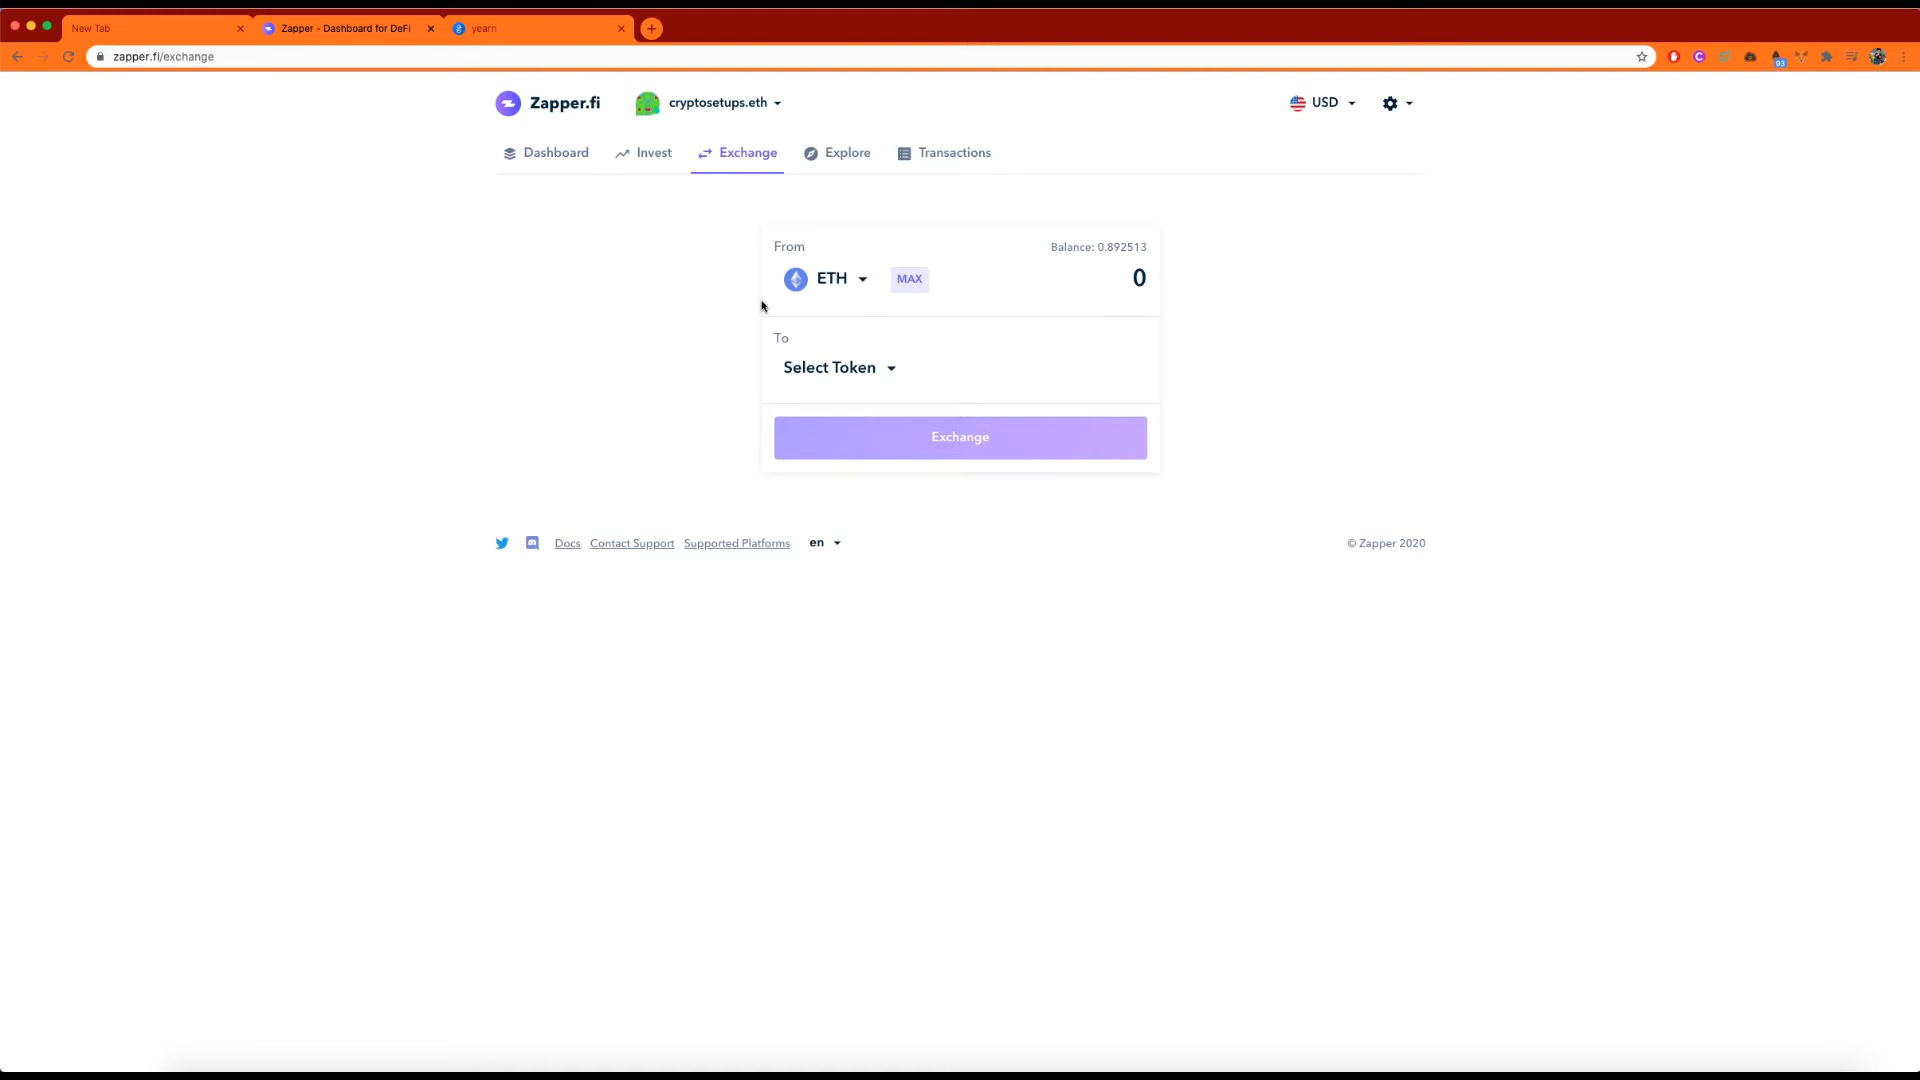 New Tab
Zapper - Dashboard for DeFi
yearn
zapper.fi/exchange
93
Zapper.fi
cryptosetups.eth
USD
Dashboard
Invest
Exchange
Explore
Transactions
From
Balance: 0.892513
ETH
MAX
0
To
Select Token
Exchange
Docs
Contact Support
Supported Platforms
en
© Zapper 2020